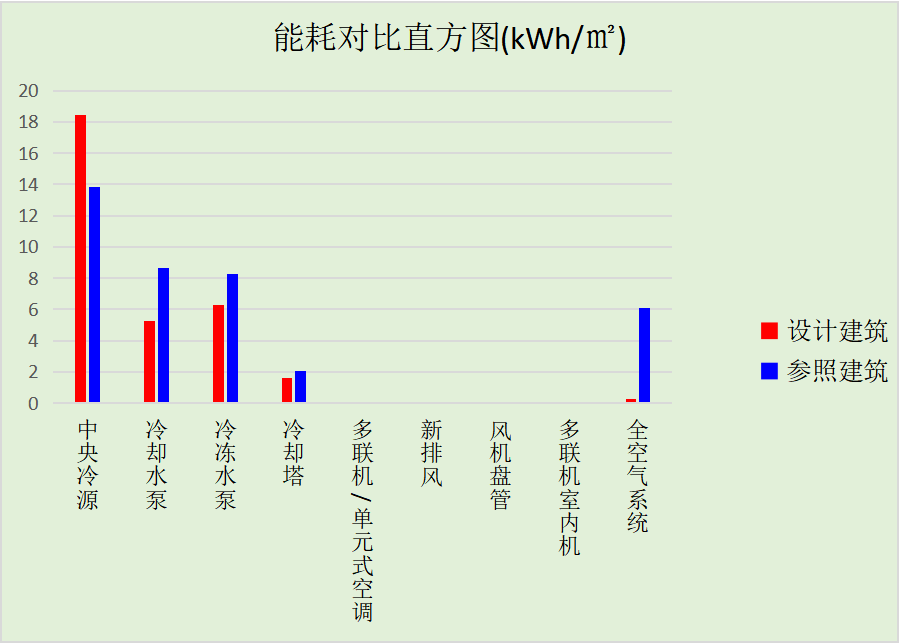 能耗对比直方图(kWh/㎡)
20
18
16
14
12
10
8
6
4
2
0
中央冷源
冷却水泵
冷冻水泵
冷却塔
多联机/单元式空调
新排风
风机盘管
多联机室内机
全空气系统
设计建筑
参照建筑